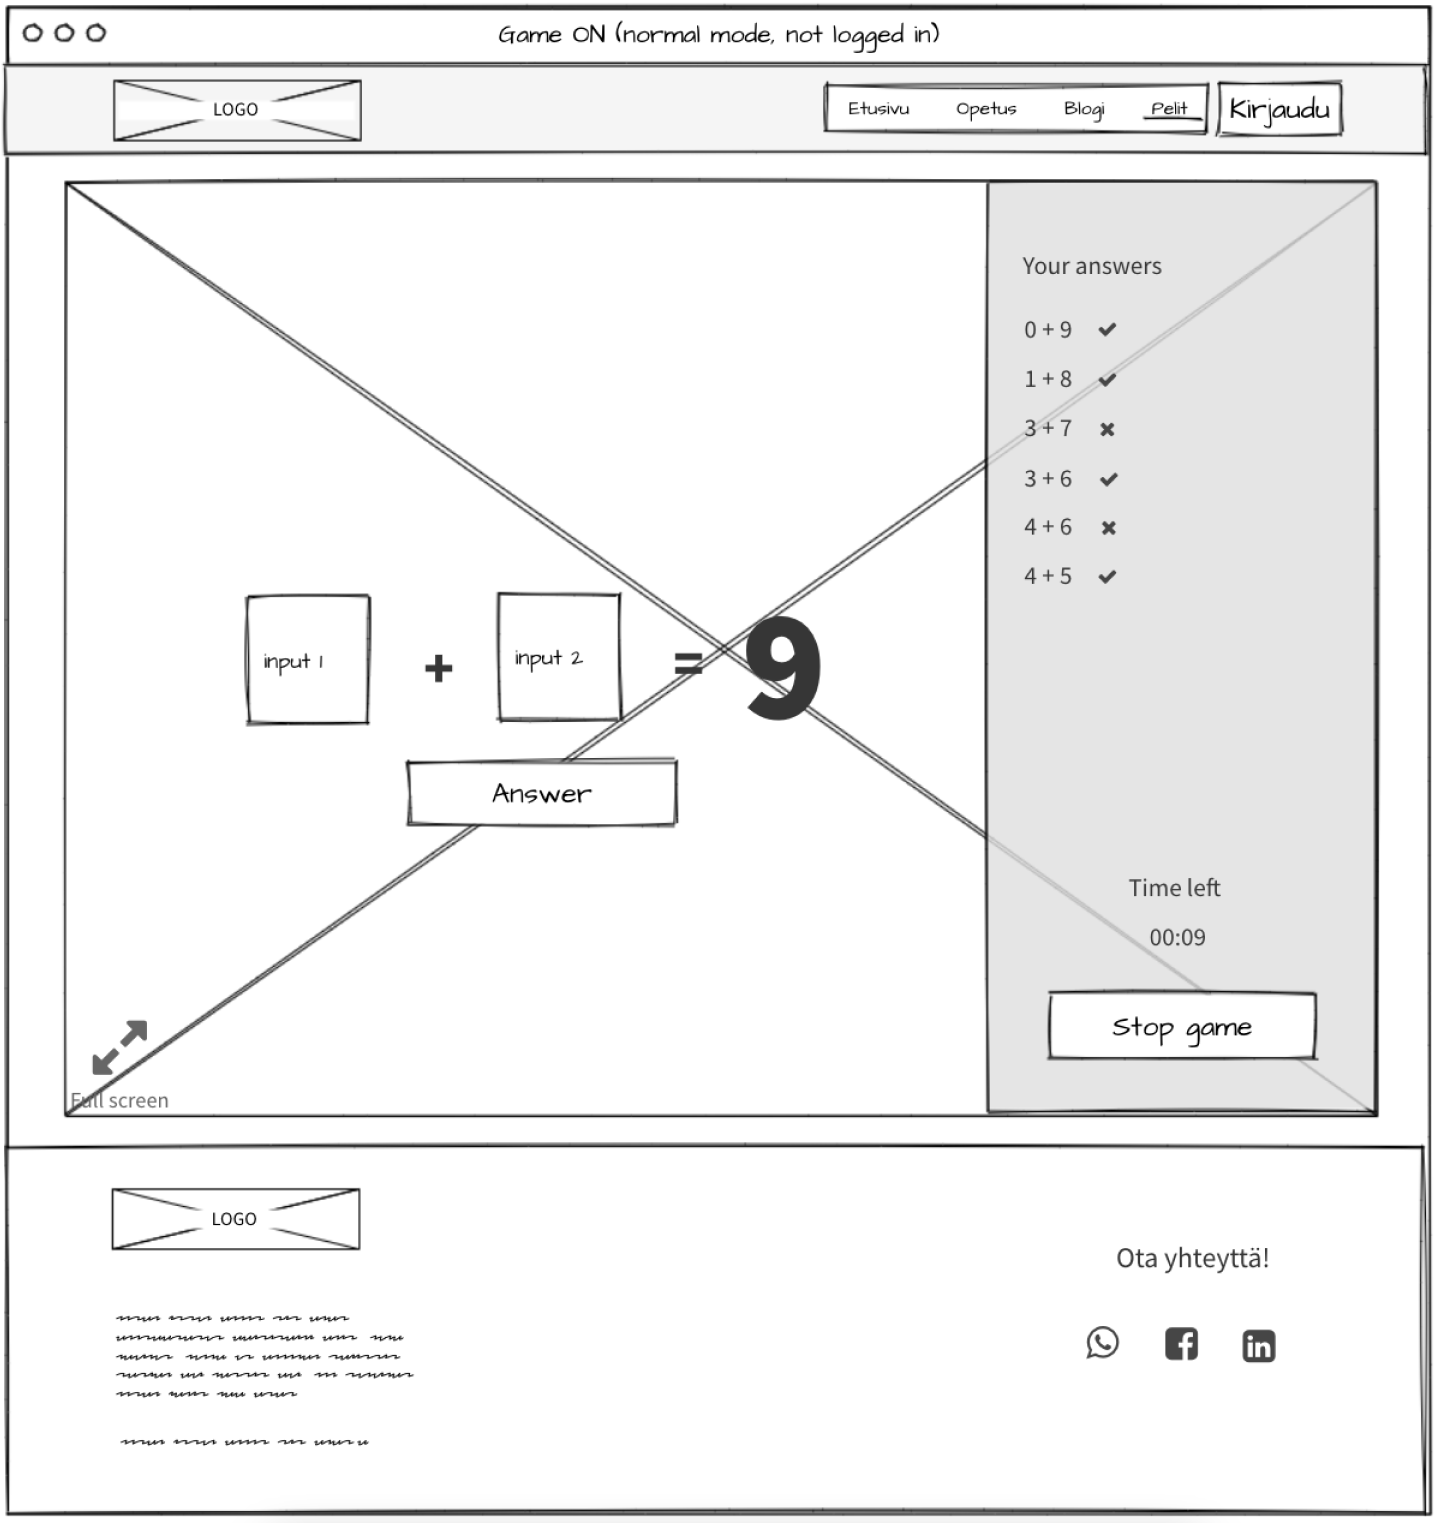 Game ON (normal mode, not logged in)
LOGO
Etusivu Opetus Blogi Pelit Kirjaudu
Your answers
0 + 9 ✔
1 + 8 ✔
3 + 7 ✖
3 + 6 ✔
4 + 6 ✖
4 + 5 ✔
input 1 + input 2 = 9
Answer
Time left
00:09
Stop game
Full screen
LOGO
Ota yhteyttä!